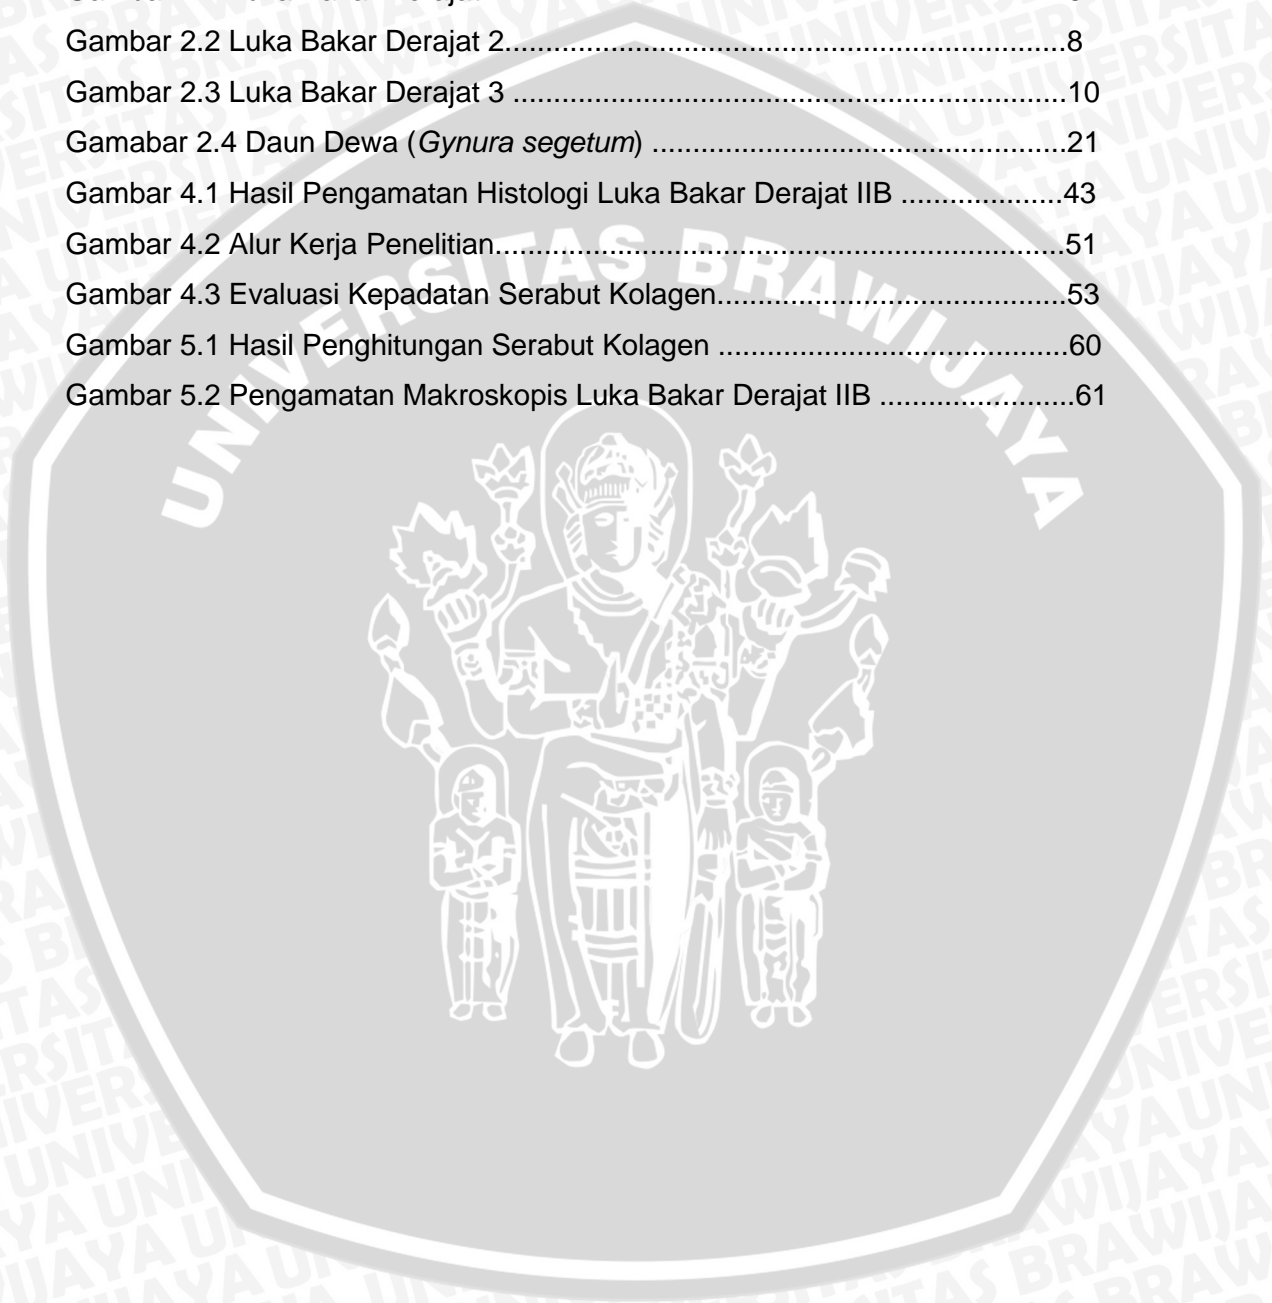 Gambar 2.2 Luka Bakar Derajat 2.....................................................................8
Gambar 2.3 Luka Bakar Derajat 3 ....................................................................10
Gamabar 2.4 Daun Dewa (Gynura segetum) ...................................................21
Gambar 4.1 Hasil Pengamatan Histologi Luka Bakar Derajat IIB ....................43
Gambar 4.2 Alur Kerja Penelitian......................................................................51
Gambar 4.3 Evaluasi Kepadatan Serabut Kolagen...........................................53
Gambar 5.1 Hasil Penghitungan Serabut Kolagen ...........................................60
Gambar 5.2 Pengamatan Makroskopis Luka Bakar Derajat IIB ........................61
UNIVERSITAS BRAWIJAYA